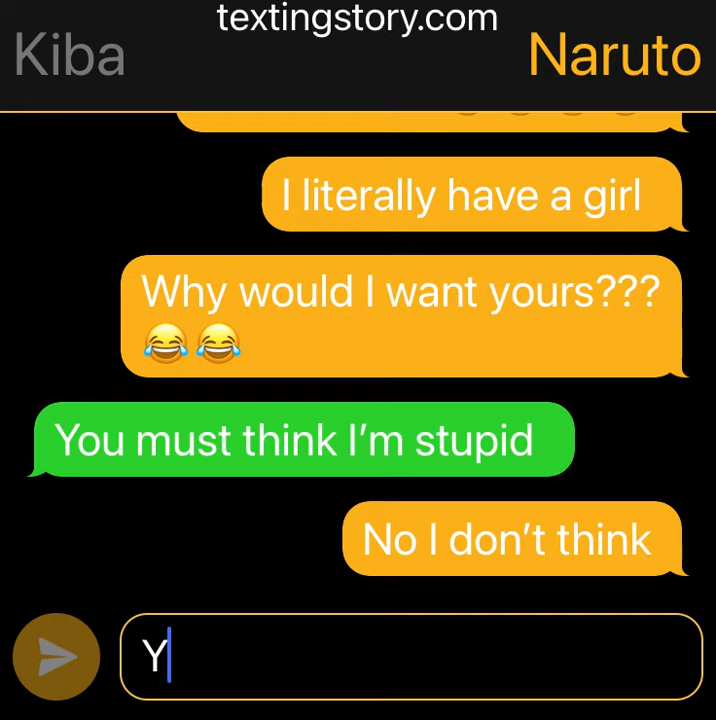 textingstory.com
Kiba
Naruto
I literally have a girl
Why would I want yours???
😂😂
You must think I’m stupid
No I don’t think
Y